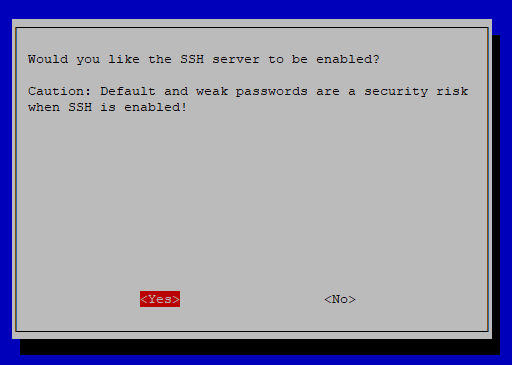 Would you like the SSH server to be enabled?
Caution: Default and weak passwords are a security risk
when SSH is enabled!
<Yes> <No>